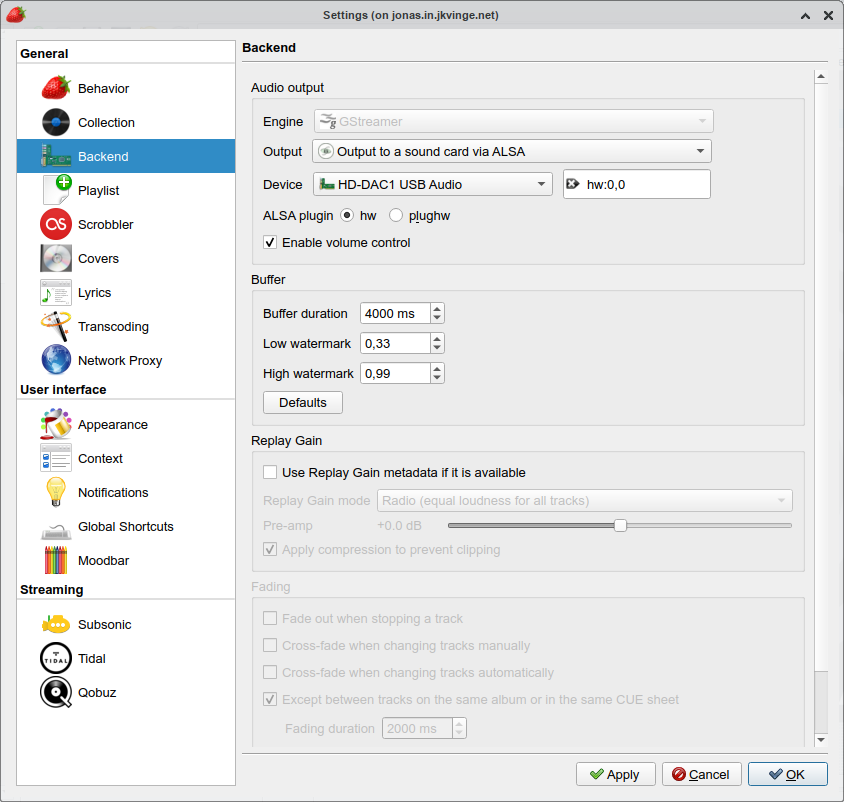 Settings (on jonas.in.jkvinge.net)
General
Behavior
Collection
Backend
Playlist
Scrobbler
Covers
Lyrics
Transcoding
Network Proxy
User interface
Appearance
Context
Notifications
Global Shortcuts
Moodbar
Streaming
Subsonic
TIDAL Tidal
Qobuz
Backend
Audio output
Engine GStreamer
Output Output to a sound card via ALSA
Device HD-DAC1 USB Audio hw:0,0
ALSA plugin hw plughw
Enable volume control
Buffer
Buffer duration 4000 ms
Low watermark 0,33
High watermark 0,99
Defaults
Replay Gain
Use Replay Gain metadata if it is available
Replay Gain mode Radio (equal loudness for all tracks)
Pre-amp +0.0 dB
Apply compression to prevent clipping
Fading
Fade out when stopping a track
Cross-fade when changing tracks manually
Cross-fade when changing tracks automatically
Except between tracks on the same album or in the same CUE sheet
Fading duration 2000 ms
Apply Cancel OK